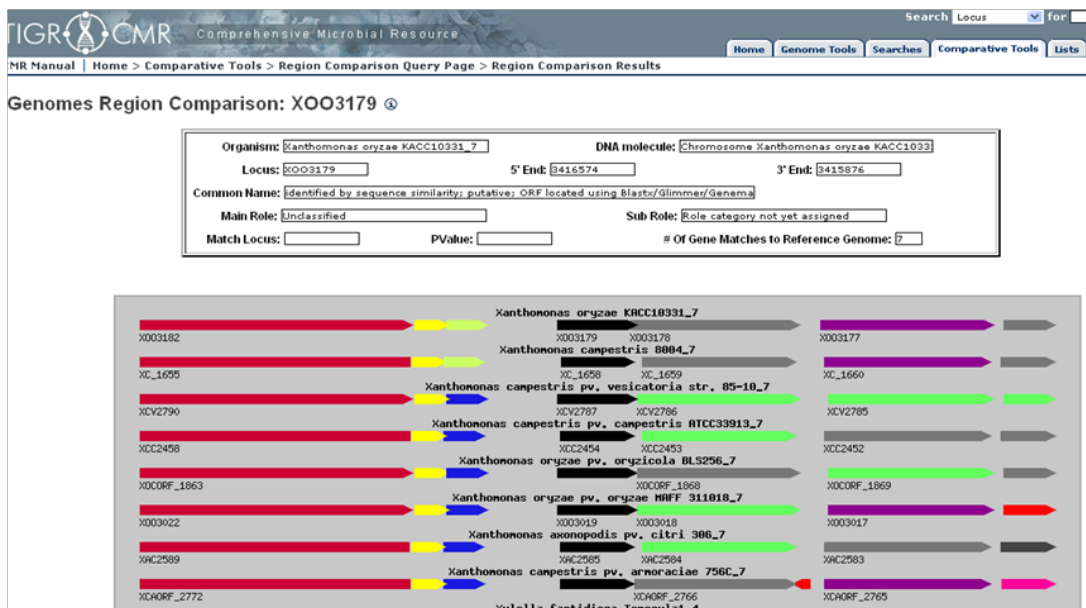 TIGR CMR Comprehensive Microbial Resource
Search Locus for
Home Genome Tools Searches Comparative Tools Lists
CMR Manual | Home > Comparative Tools > Region Comparison Query Page > Region Comparison Results
Genomes Region Comparison: XOO3179
Organism: Xanthomonas oryzae KACC10331_7 DNA molecule: Chromosome Xanthomonas oryzae KACC1033
Locus: XOO3179 5' End: 3416574 3' End: 3415876
Common Name: identified by sequence similarity; putative; ORF located using Blastx/Glimmer/Genema
Main Role: Unclassified Sub Role: Role category not yet assigned
Match Locus: PValue: # Of Gene Matches to Reference Genome: 7
Xanthomonas oryzae KACC10331_7
XOO3182 XOO3179 XOO3178 XOO3177
Xanthomonas campestris 8004_7
XC_1655 XC_1658 XC_1659 XC_1660
Xanthomonas campestris pv. vesicatoria str. 85-10_7
XCV2790 XCV2787 XCV2786 XCV2785
Xanthomonas campestris pv. campestris ATCC33913_7
XCC2458 XCC2454 XCC2453 XCC2452
Xanthomonas oryzae pv. oryzicola BLS256_7
XOCORF_1863 XOCORF_1868 XOCORF_1869
Xanthomonas oryzae pv. oryzae MAFF 311018_7
XOO3022 XOO3019 XOO3018 XOO3017
Xanthomonas axonopodis pv. citri 306_7
XAC2589 XAC2585 XAC2584 XAC2583
Xanthomonas campestris pv. armoraciae 756C_7
XCAORF_2772 XCAORF_2766 XCAORF_2765